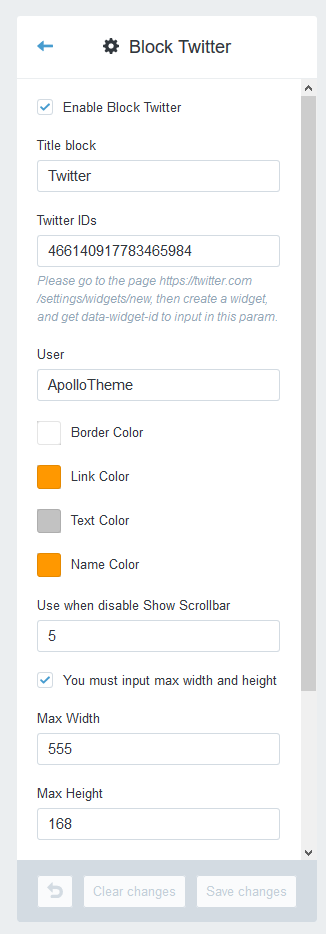 Block Twitter
Enable Block Twitter
Title block
Twitter
Twitter IDs
466140917783465984
Please go to the page https://twitter.com
/settings/widgets/new, then create a widget,
and get data-widget-id to input in this param.
User
ApolloTheme
Border Color
Link Color
Text Color
Name Color
Use when disable Show Scrollbar
5
You must input max width and height
Max Width
555
Max Height
168
Clear changes Save changes